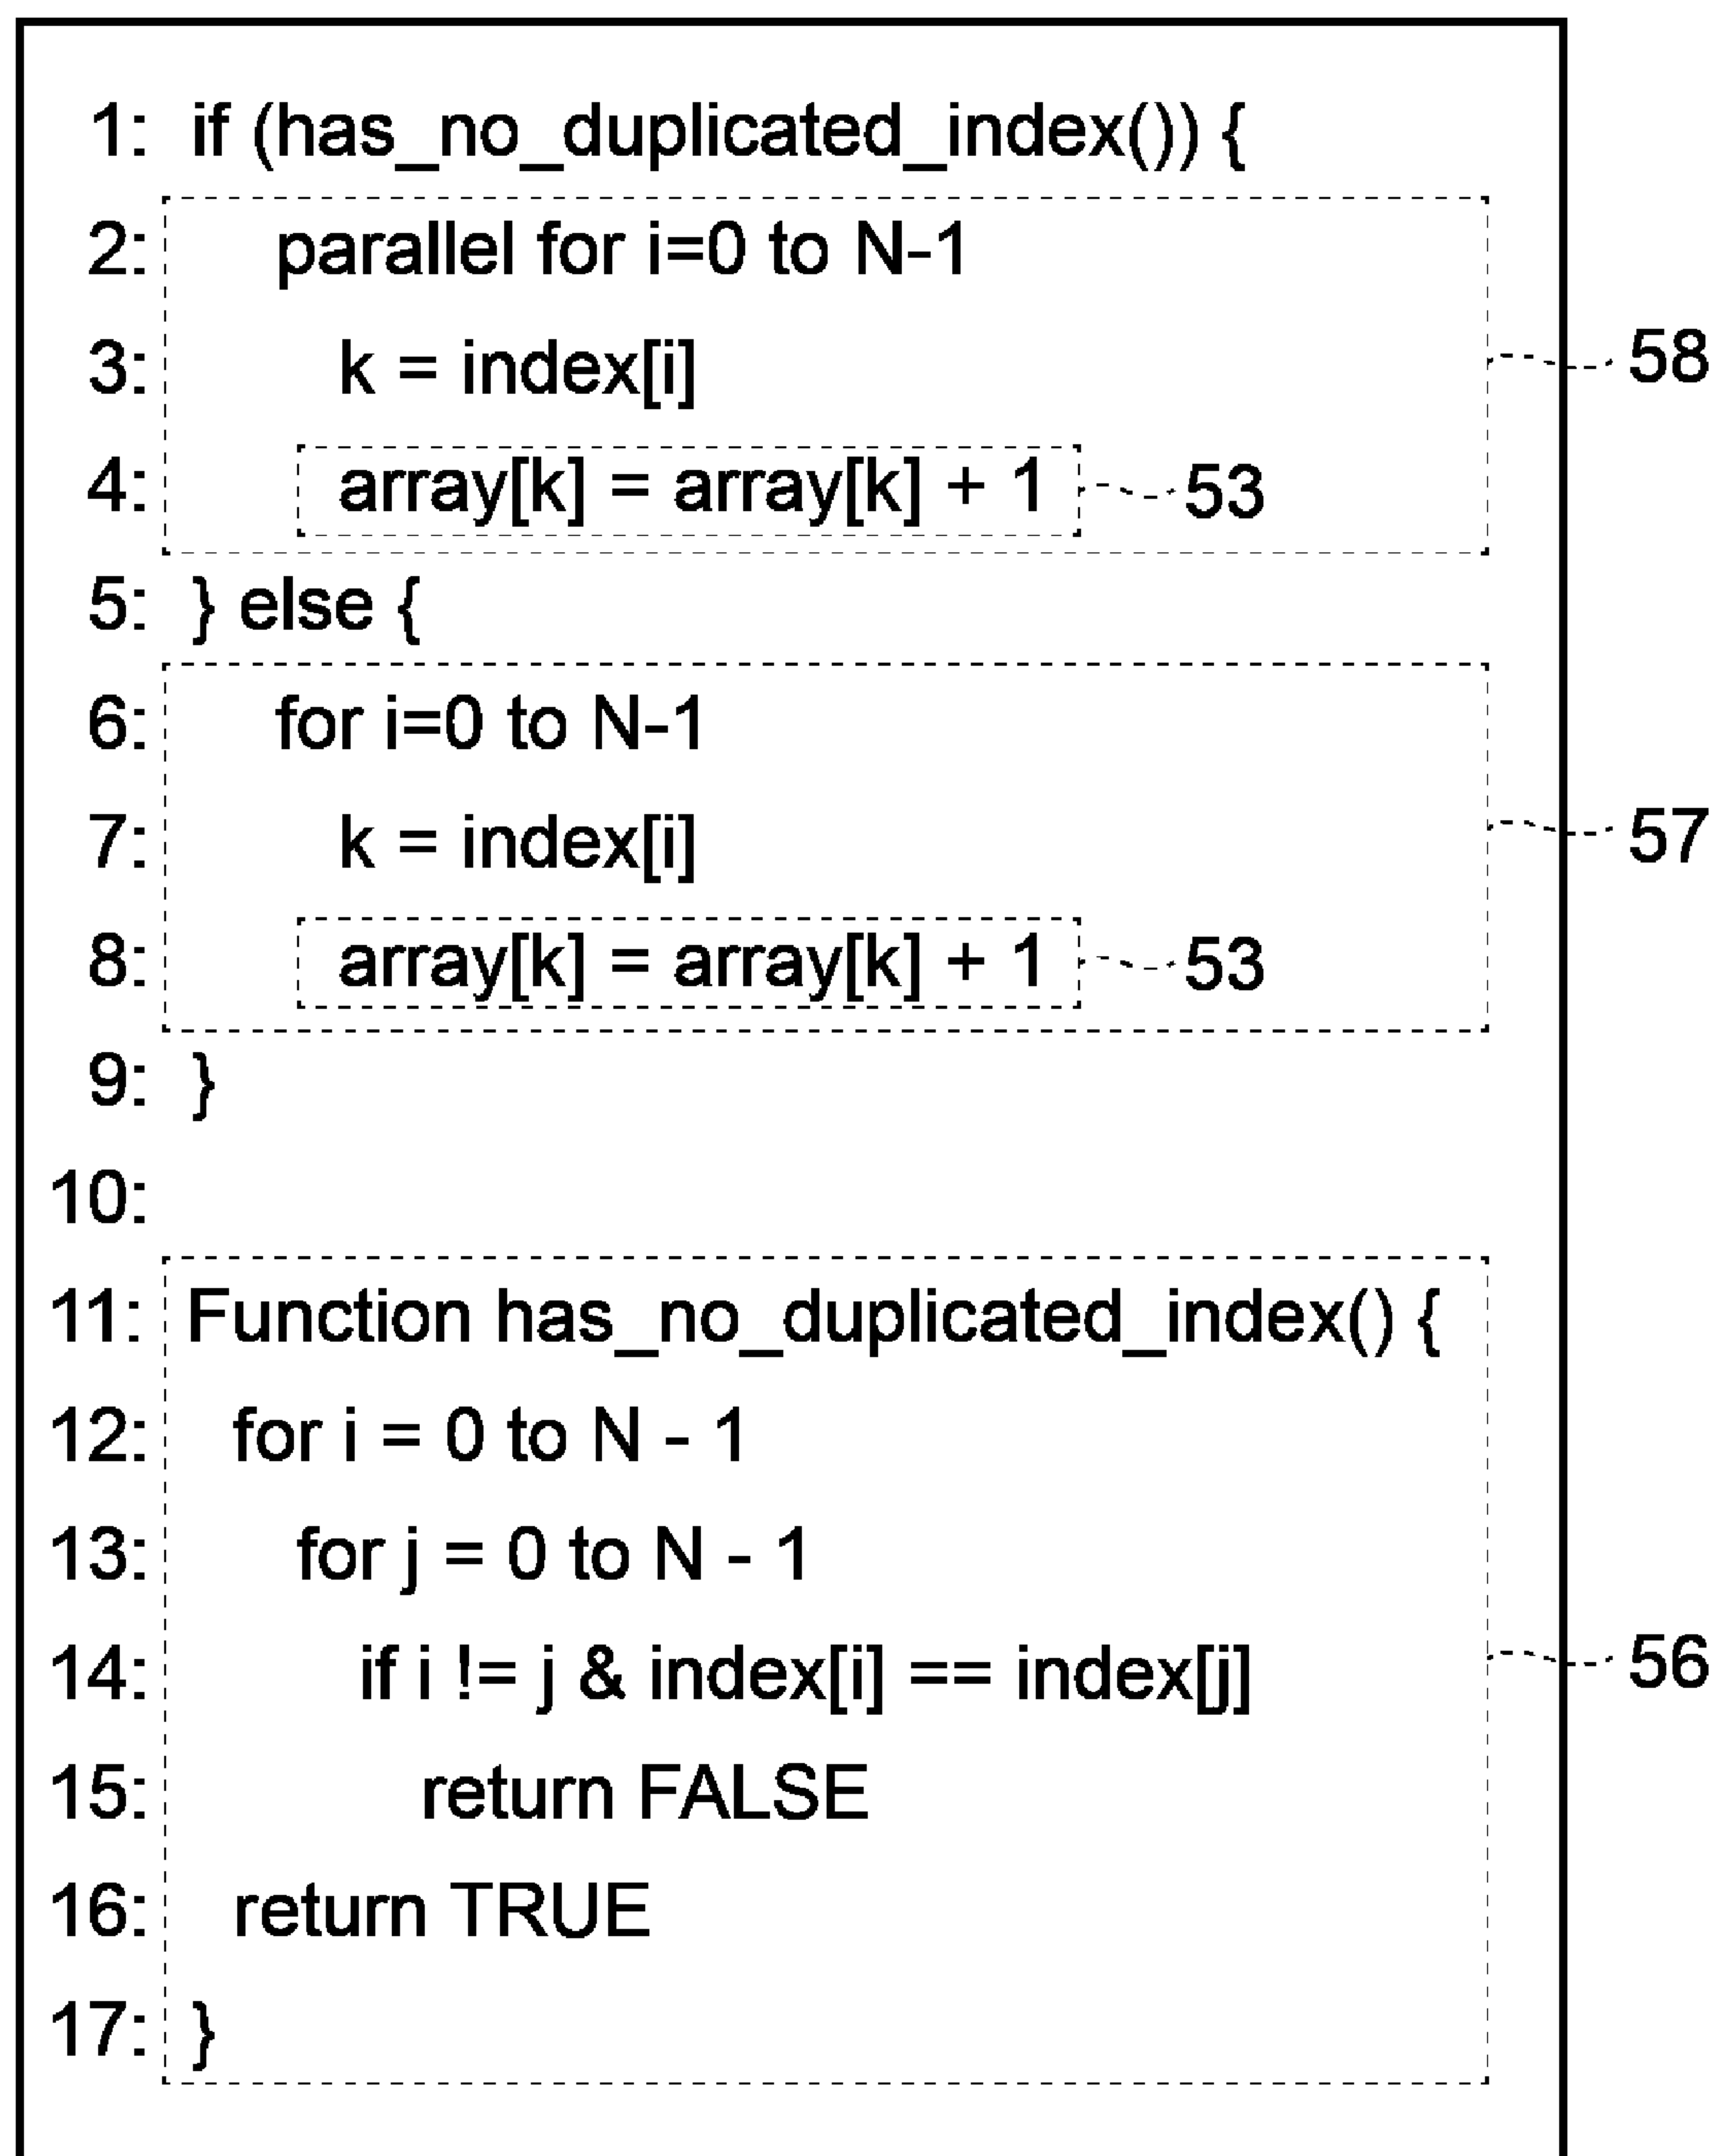 1: if (has_no_duplicated_index()) {
2: parallel for i=0 to N-1
3: k = index[i]
58
4: array[k] = array[k] + 1
53
5: } else {
6: for i=0 to N-1
7: k = index[i]
57
8: array[k] = array[k] + 1
53
9: }
10:
11: Function has_no_duplicated_index() {
12: for i = 0 to N - 1
13: for j = 0 to N - 1
14: if i != j & index[i] == index[j]
56
15: return FALSE
16: return TRUE
17: }